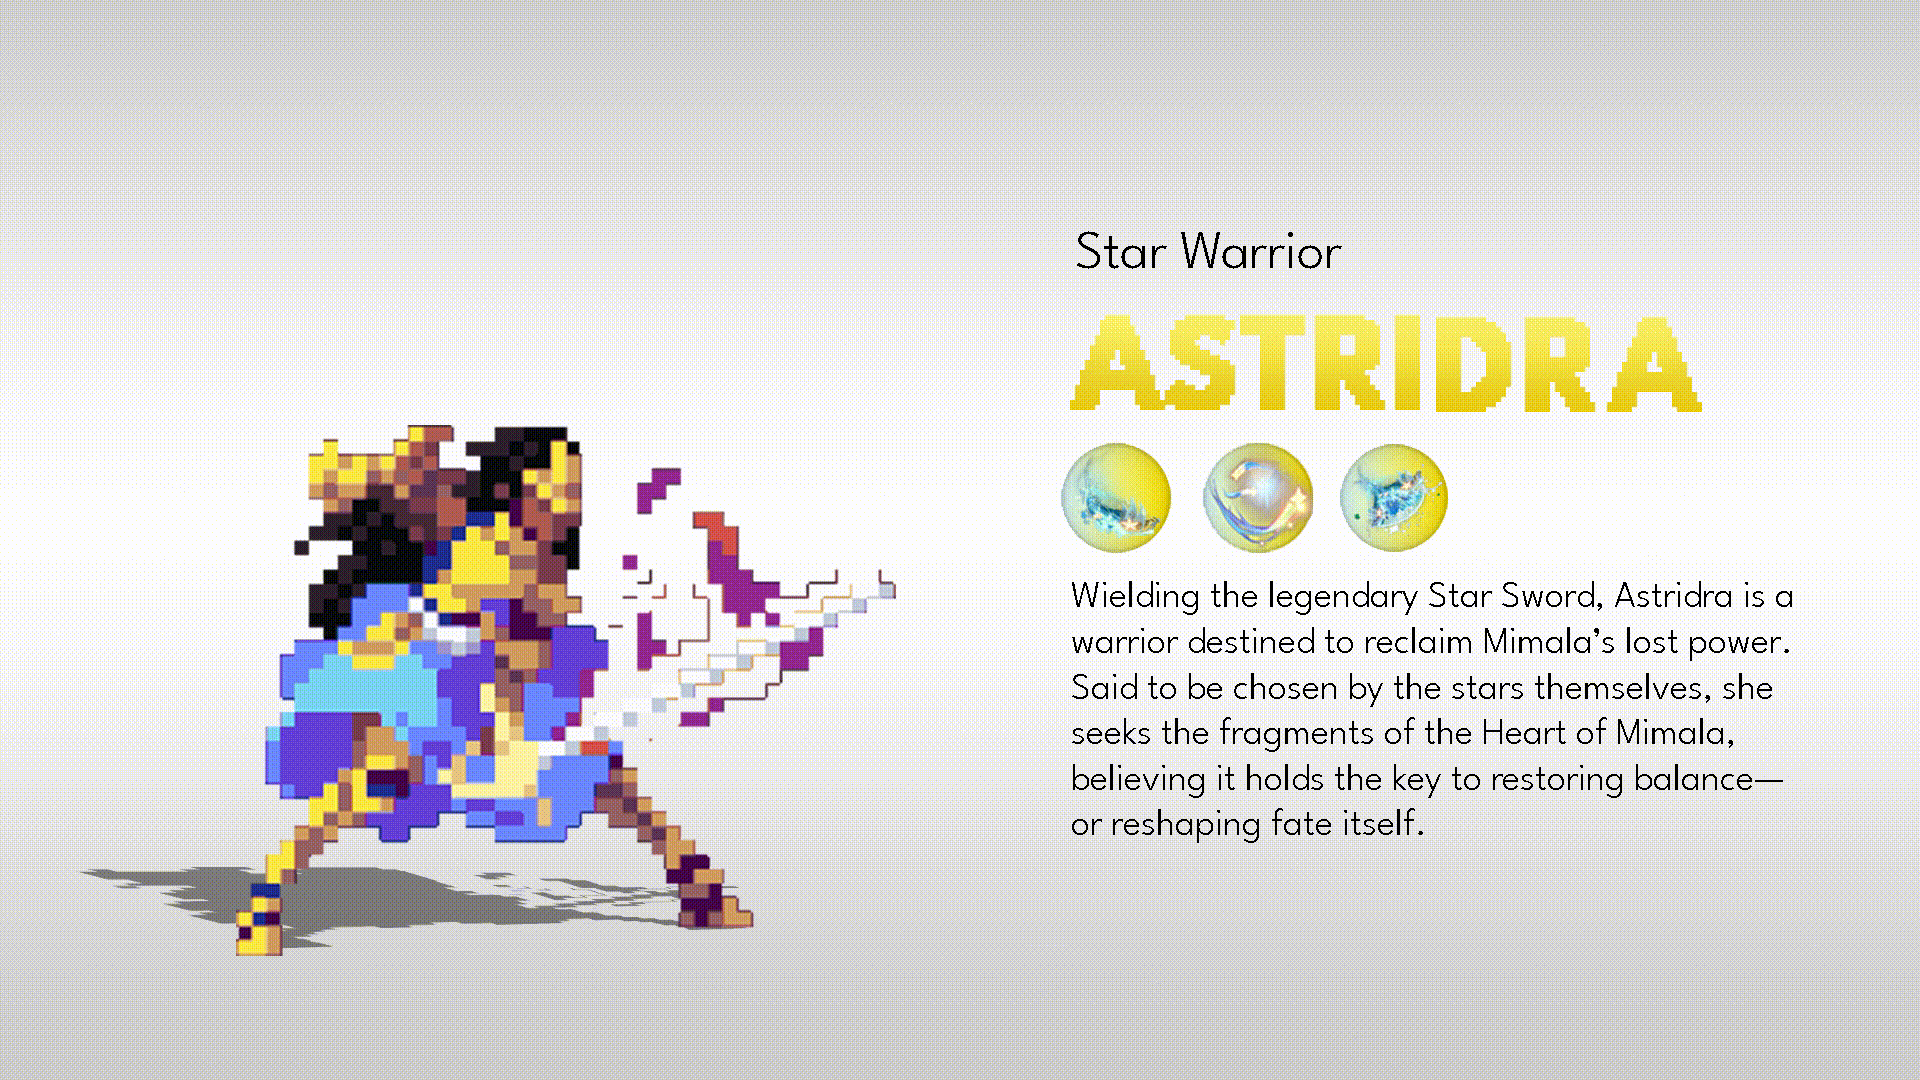 Star Warrior
ASTRIDRA
Wielding the legendary Star Sword, Astridra is a
warrior destined to reclaim Mimala’s lost power.
Said to be chosen by the stars themselves, she
seeks the fragments of the Heart of Mimala,
believing it holds the key to restoring balance—
or reshaping fate itself.